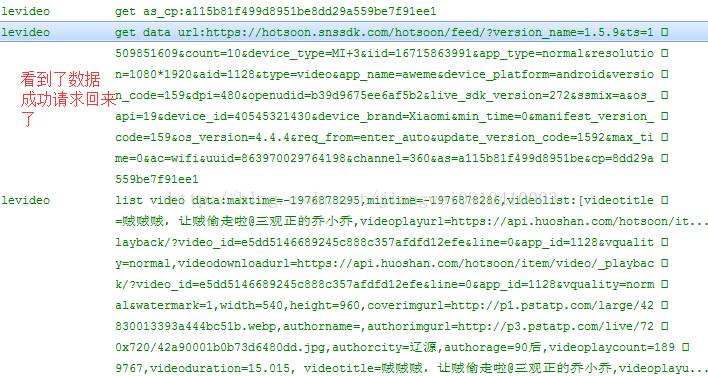 levideo get as_cp:a115b81f499d8951be8dd29a559be7f91ee1
levideo get data url:https://hotsoon.snssdk.com/hotsoon/feed/?version_name=1.5.9&ts=1
509851609&count=10&device_type=MI+3&iid=16715863991&app_type=normal&resolutio
n=1080*1920&aid=1128&type=video&app_name=aweme&device_platform=android&versio
n_code=159&dpi=480&openudid=b39d9675ee6af5b2&live_sdk_version=272&ssmix=a&os_
api=19&device_id=40545321430&device_brand=Xiaomi&min_time=0&manifest_version_
code=159&os_version=4.4.4&req_from=enter_auto&update_version_code=1592&max_ti
me=0&ac=wifi&uuid=863970029764198&channel=360&as=a115b81f499d8951be&cp=8dd29a
559be7f91ee1
看到了数据
成功请求回来
了
levideo list video data:maxtime=-1976878295,mintime=-1976878286,videolist:[videotitle
=贼贼贼，让贼偷走啦@三观正的乔小乔,videoplayurl=https://api.huoshan.com/hotsoon/it...
layback/?video_id=e5dd5146689245c888c357afdfd12efe&line=0&app_id=1128&vqualit
y=normal,videodownloadurl=https://api.huoshan.com/hotsoon/item/video/_playbac
k/?video_id=e5dd5146689245c888c357afdfd12efe&line=0&app_id=1128&vquality=norm
al&watermark=1,width=540,height=960,coverimgurl=http://p1.pstatp.com/large/42
830013393a444bc51b.webp,authorname=,authorimgurl=http://p3.pstatp.com/live/72
0x720/42a90001b0b73d6480dd.jpg,authorcity=辽源,authorage=90后,videoplaycount=189
9767,videoduration=15.015, videotitle=贼贼贼，让贼偷走啦@三观正的乔小乔,videoplayu...